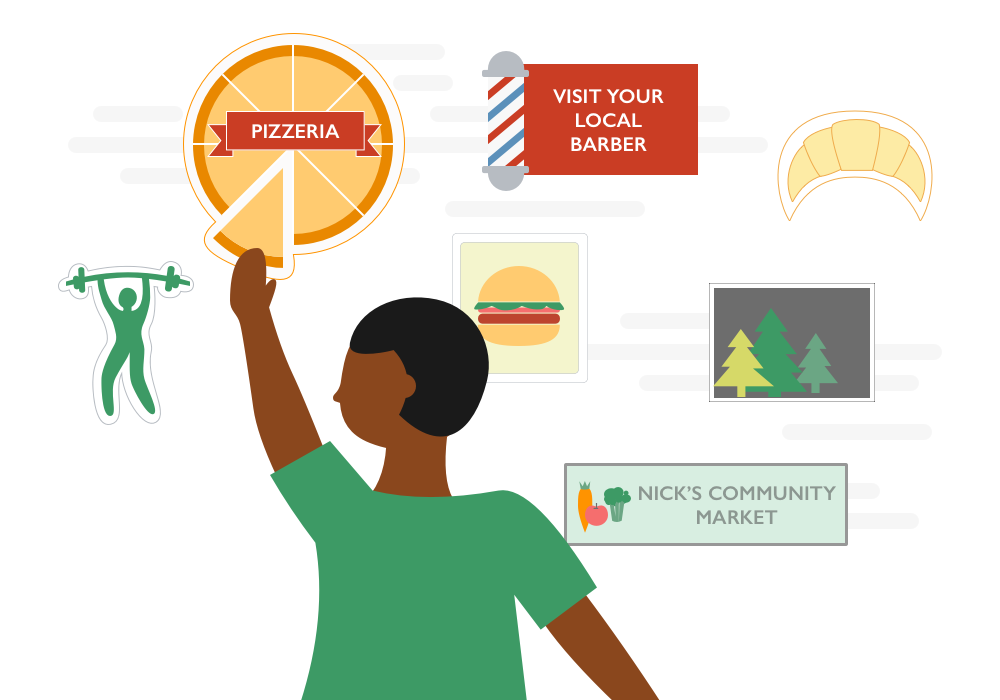 PIZZERIA
VISIT YOUR
LOCAL
BARBER
NICK'S COMMUNITY
MARKET